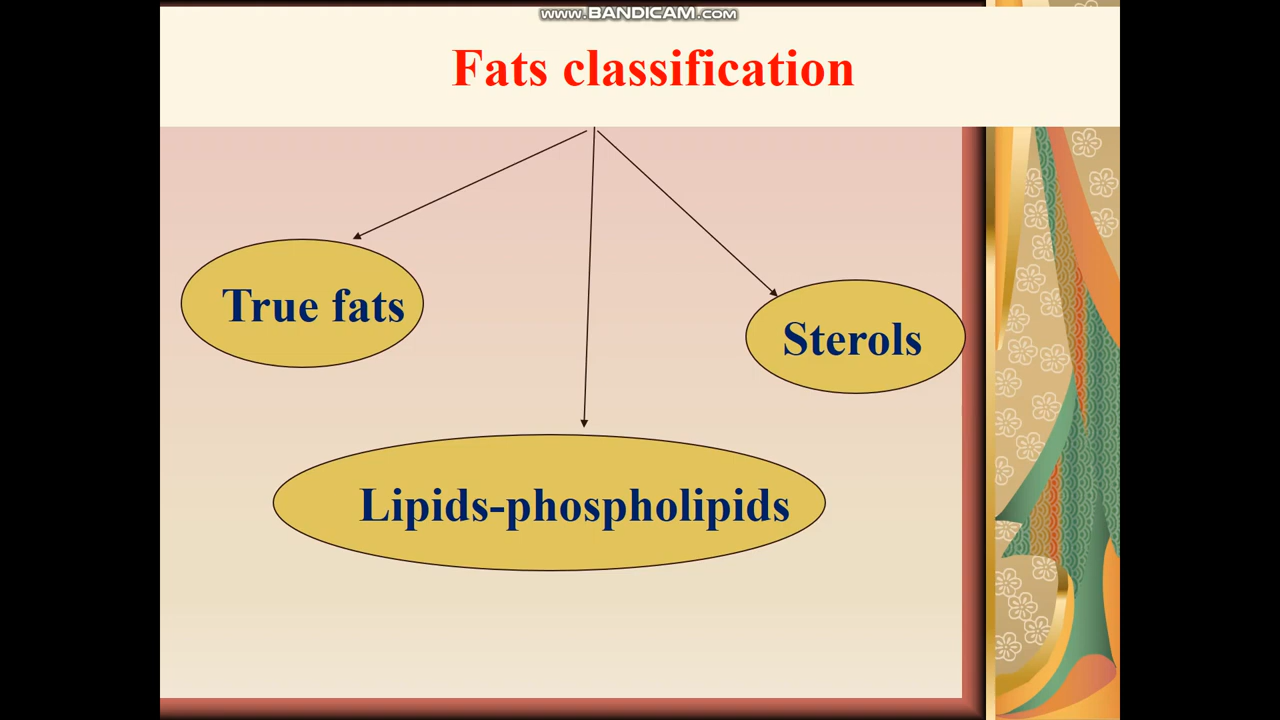 www.BANDICAM.com
Fats classification
True fats
Sterols
Lipids-phospholipids